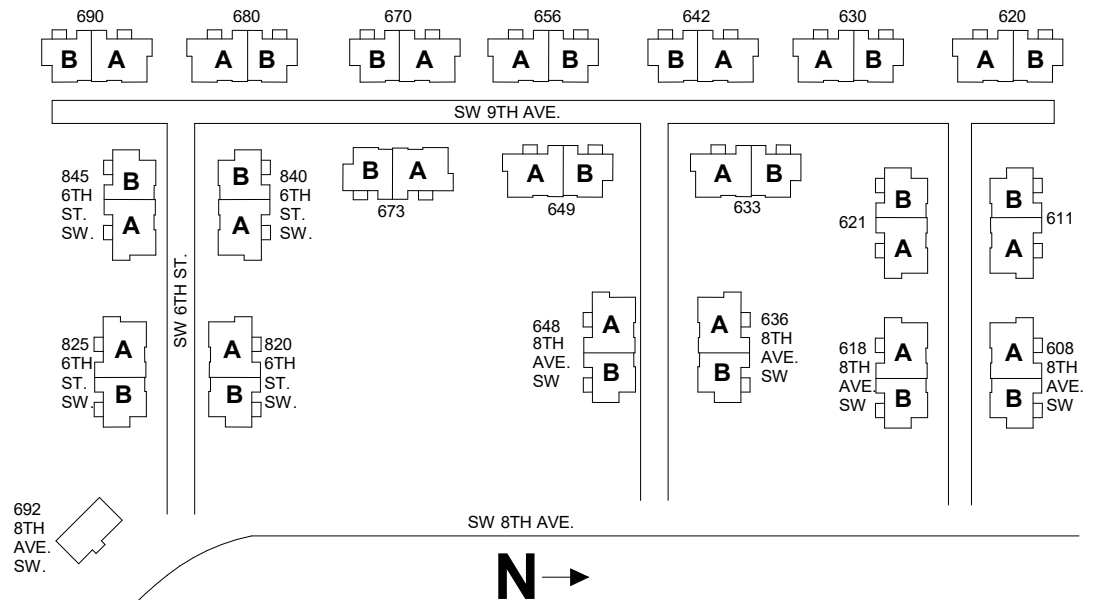 690 680 670 656 642 630 620
B A A B B A A B B A A B A B
SW 9TH AVE.
845
6TH
ST.
SW.
B
A
B
A
840
6TH
ST.
SW.
B A
673
A B
649
A B
633
621
B
A
B
A
611
SW 6TH ST.
825
6TH
ST.
SW.
A
B
A
B
820
6TH
ST.
SW.
648
8TH
AVE.
SW
A
B
A
B
636
8TH
AVE.
SW
618
8TH
AVE.
SW
A
B
A
B
608
8TH
AVE.
SW
692
8TH
AVE.
SW.
SW 8TH AVE.
N